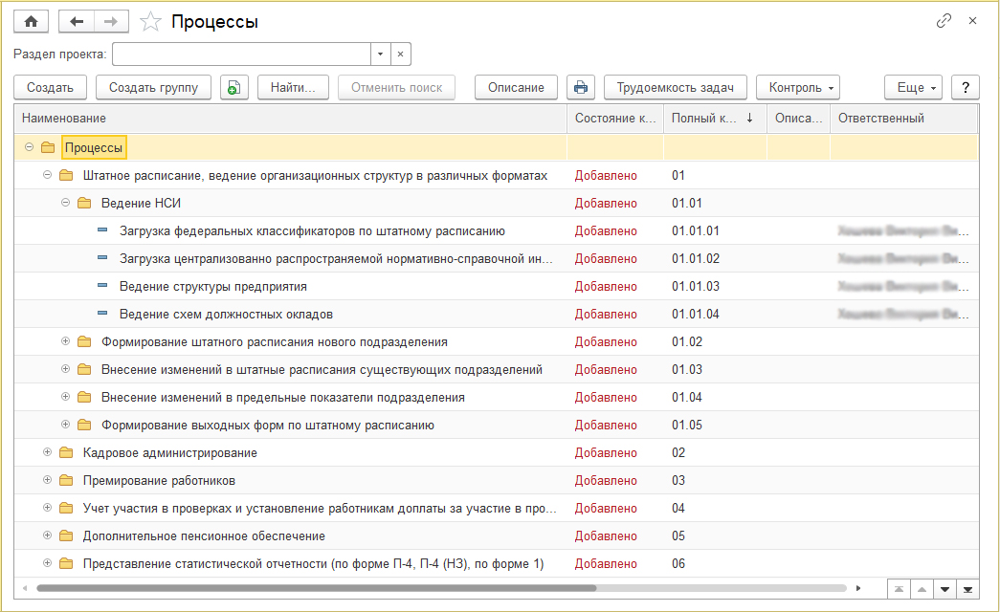 Процессы
Раздел проекта:
Создать Создать группу Найти... Отменить поиск Описание Трудоемкость задач Контроль Еще ?
Наименование Состояние к... Полный к... ↓ Описа... Ответственный
Процессы
Штатное расписание, ведение организационных структур в различных форматах Добавлено 01
Ведение НСИ Добавлено 01.01
Загрузка федеральных классификаторов по штатному расписанию Добавлено 01.01.01
Загрузка централизованно распространяемой нормативно-справочной ин... Добавлено 01.01.02
Ведение структуры предприятия Добавлено 01.01.03
Ведение схем должностных окладов Добавлено 01.01.04
Формирование штатного расписания нового подразделения Добавлено 01.02
Внесение изменений в штатные расписания существующих подразделений Добавлено 01.03
Внесение изменений в предельные показатели подразделения Добавлено 01.04
Формирование выходных форм по штатному расписанию Добавлено 01.05
Кадровое администрирование Добавлено 02
Премирование работников Добавлено 03
Учет участия в проверках и установление работникам доплаты за участие в про... Добавлено 04
Дополнительное пенсионное обеспечение Добавлено 05
Представление статистической отчетности (по форме П-4, П-4 (НЗ), по форме 1) Добавлено 06